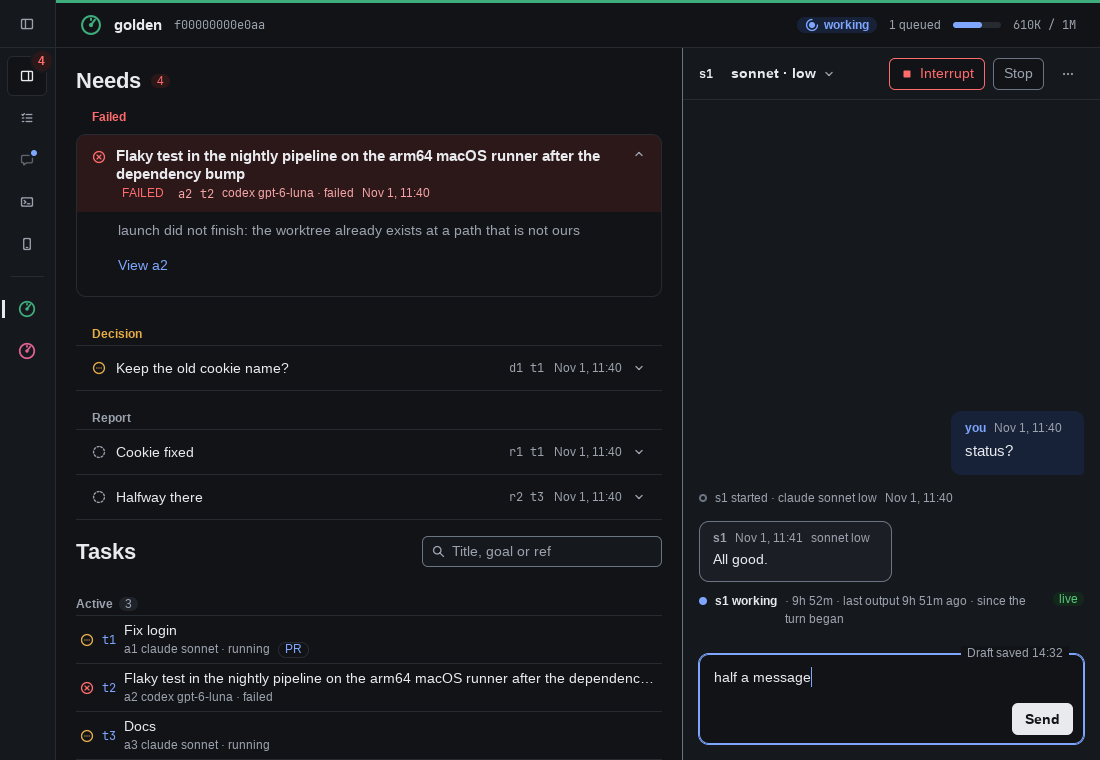 golden f00000000e0aa
working 1 queued 610K / 1M
4
Needs 4
Failed
Flaky test in the nightly pipeline on the arm64 macOS runner after the
dependency bump
FAILED a2 t2 codex gpt-6-luna · failed Nov 1, 11:40
launch did not finish: the worktree already exists at a path that is not ours
View a2
Decision
Keep the old cookie name? d1 t1 Nov 1, 11:40
Report
Cookie fixed r1 t1 Nov 1, 11:40
Halfway there r2 t3 Nov 1, 11:40
Tasks
Title, goal or ref
Active 3
t1 Fix login
a1 claude sonnet · running PR
t2 Flaky test in the nightly pipeline on the arm64 macOS runner after the dependenc…
a2 codex gpt-6-luna · failed
t3 Docs
a3 claude sonnet · running
s1 sonnet · low
Interrupt
Stop
you Nov 1, 11:40
status?
s1 started · claude sonnet low Nov 1, 11:40
s1 Nov 1, 11:41 sonnet low
All good.
s1 working · 9h 52m · last output 9h 51m ago · since the
turn began
live
Draft saved 14:32
half a message
Send